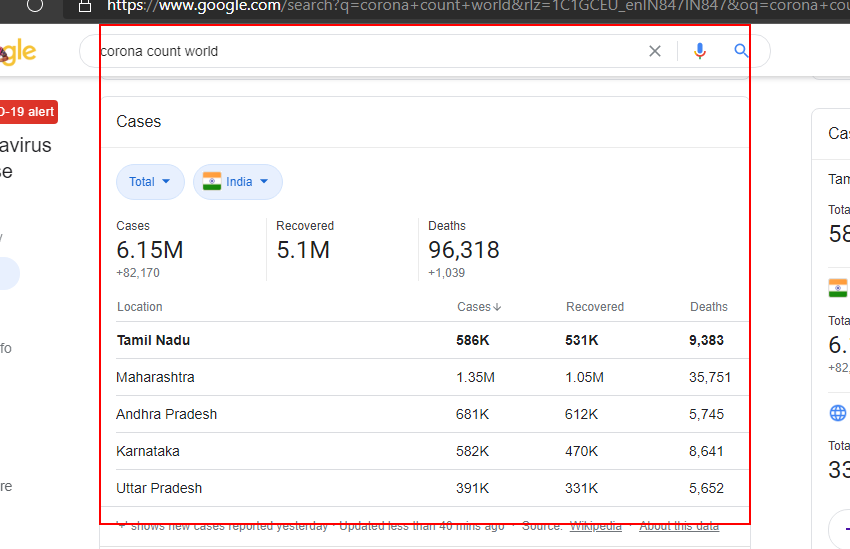 https://www.google.com/search?q=corona+count+world&rlz=1C1GCEU_enIN847IN847&oq=corona+cou
gle
corona count world
D-19 alert
avirus
se
fo
re
Cases
Total
India
Cases Recovered Deaths
6.15M 5.1M 96,318
+82,170 +1,039
Location Cases Recovered Deaths
Tamil Nadu 586K 531K 9,383
Maharashtra 1.35M 1.05M 35,751
Andhra Pradesh 681K 612K 5,745
Karnataka 582K 470K 8,641
Uttar Pradesh 391K 331K 5,652
'+' shows new cases reported yesterday · Updated less than 40 mins ago · Source: Wikipedia · About this data
Cas
Tam
Tota
58
Tota
6.
+82,
Tota
33